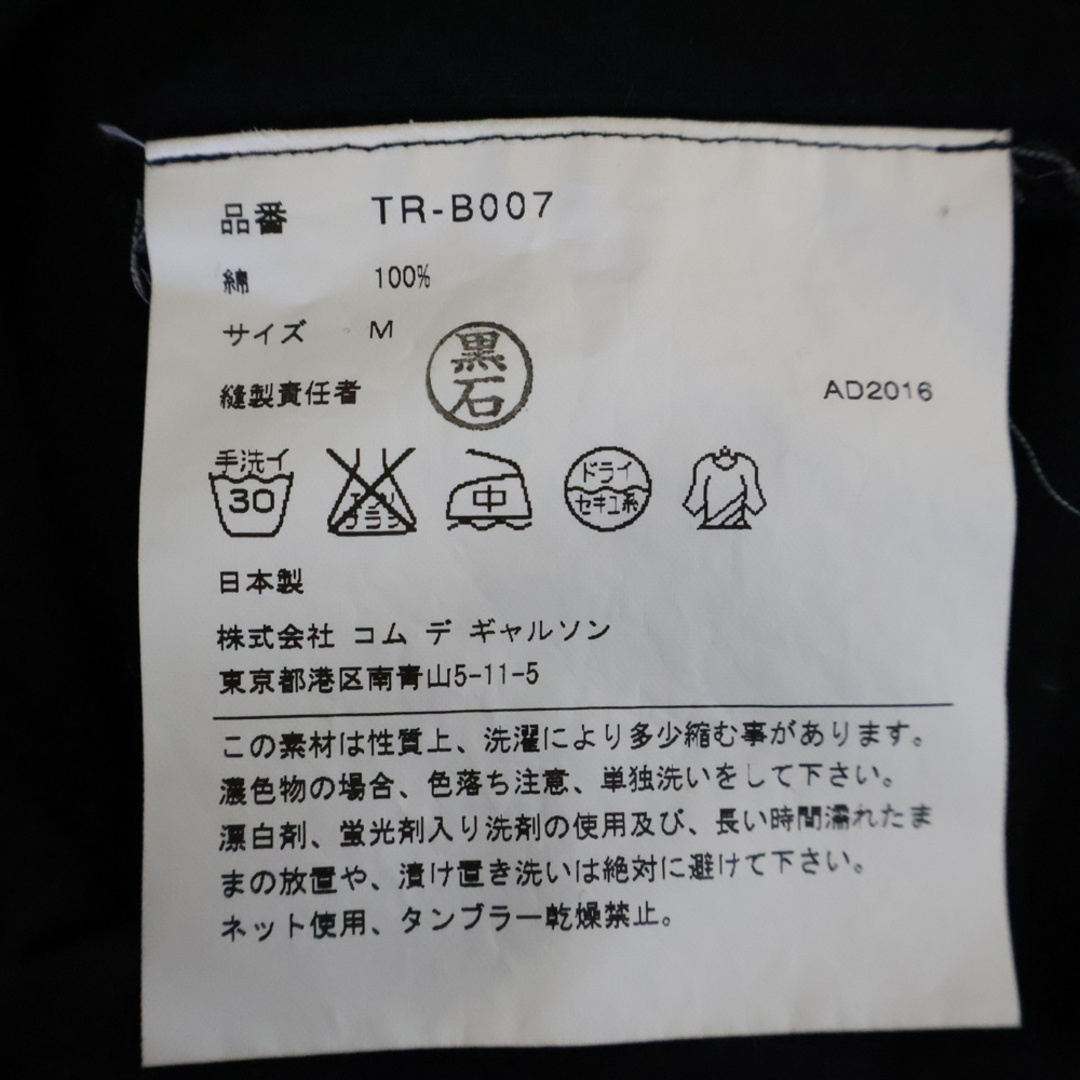 品番 TR-B007
綿 100%
サイズ M
黒石
縫製責任者 AD2016
手洗イ
30
エンソ
サラシ
中
ドライ
セキユ系
日本製
株式会社 コム デ ギャルソン
東京都港区南青山5-11-5
この素材は性質上、洗濯により多少縮む事があります。
濃色物の場合、色落ち注意、単独洗いをして下さい。
漂白剤、蛍光剤入り洗剤の使用及び、長い時間濡れたま
まの放置や、漬け置き洗いは絶対に避けて下さい。
ネット使用、タンブラー乾燥禁止。